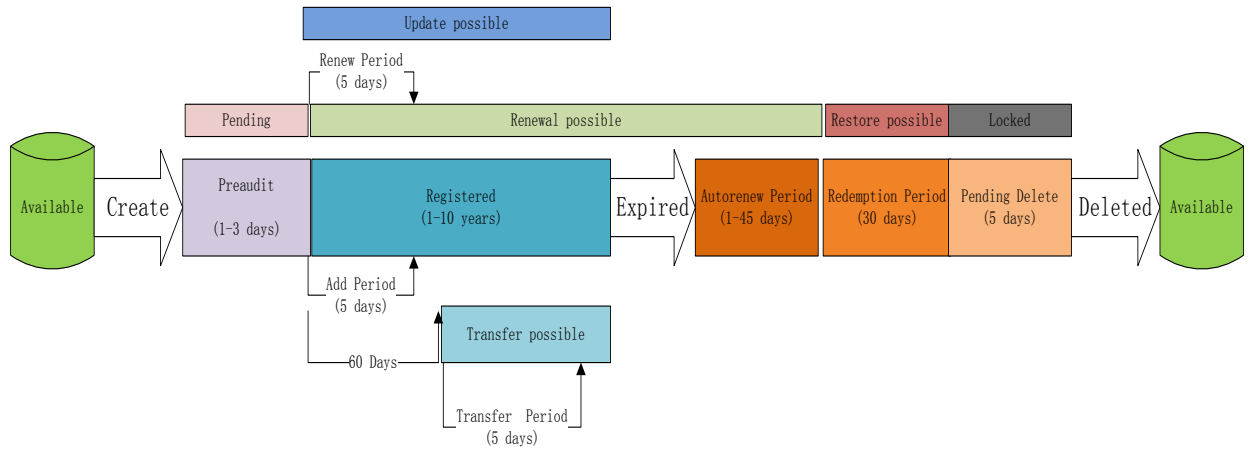 Update possible
Renew Period
(5 days)
Pending
Renewal possible
Restore possible
Locked
Available
Create
Preaudit
(1-3 days)
Registered
(1-10 years)
Expired
Autorenew Period
(1-45 days)
Redemption Period
(30 days)
Pending Delete
(5 days)
Deleted
Available
Add Period
(5 days)
Transfer possible
60 Days
Transfer Period
(5 days)